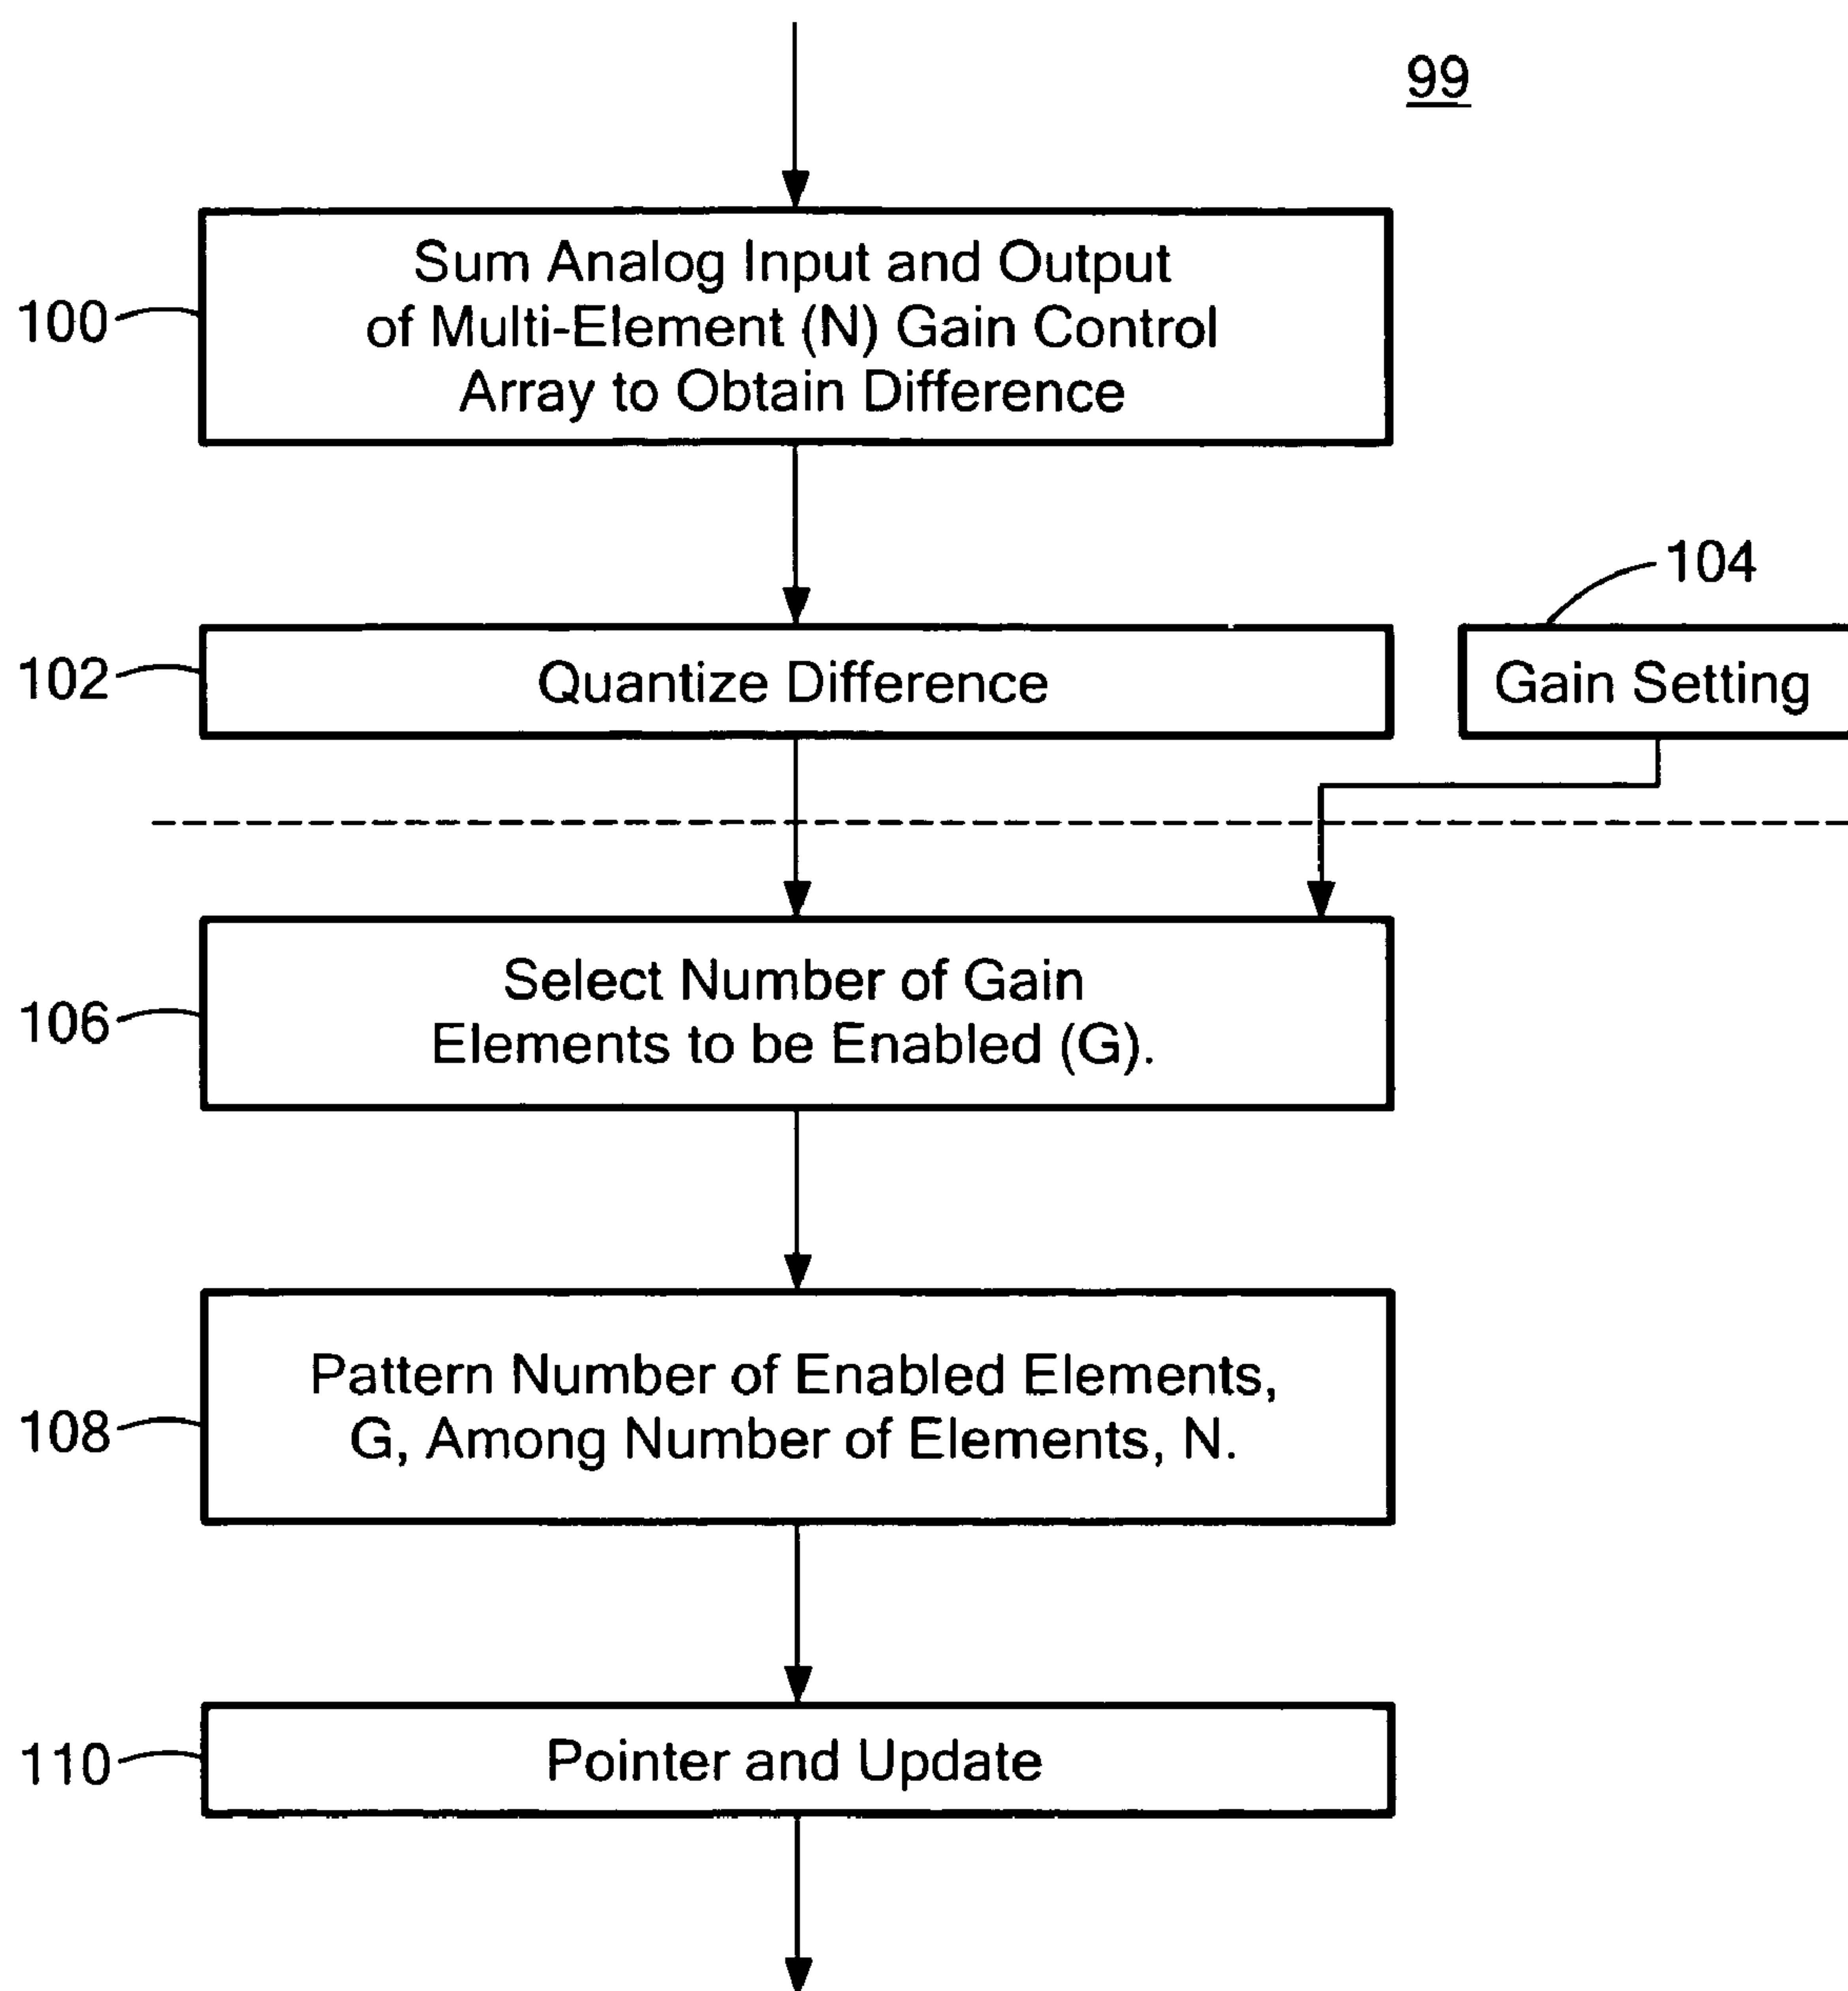 99
Sum Analog Input and Output
of Multi-Element (N) Gain Control
Array to Obtain Difference
100
104
102
Quantize Difference
Gain Setting
Select Number of Gain
Elements to be Enabled (G).
106
Pattern Number of Enabled Elements,
G, Among Number of Elements, N.
108
110
Pointer and Update